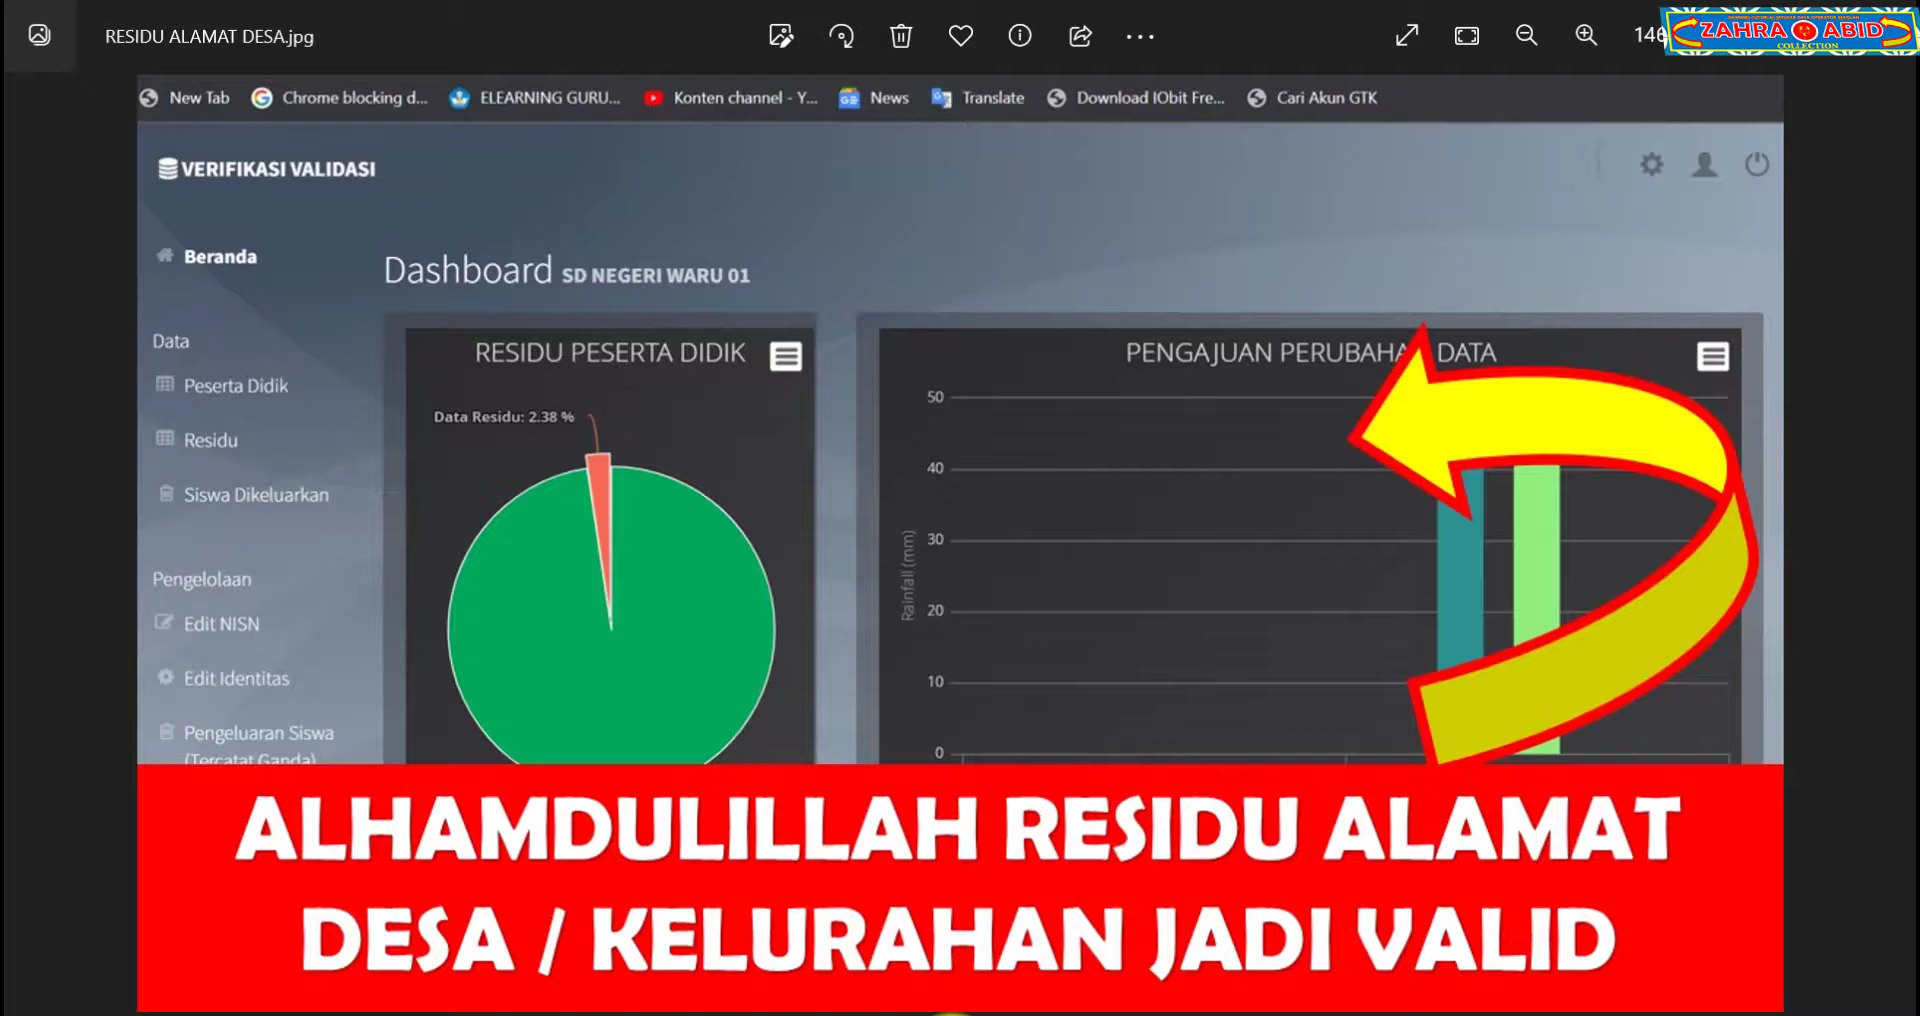 RESIDU ALAMAT DESA.jpg
ZAHRA ABID
COLLECTION
New Tab
Chrome blocking d...
ELEARNING GURU...
Konten channel - Y...
News
Translate
Download IObit Fre...
Cari Akun GTK
VERIFIKASI VALIDASI
Beranda
Dashboard SD NEGERI WARU 01
Data
Peserta Didik
Residu
Siswa Dikeluarkan
Pengelolaan
Edit NISN
Edit Identitas
Pengeluaran Siswa
(Tercatat Ganda)
RESIDU PESERTA DIDIK
Data Residu: 2.38 %
PENGAJUAN PERUBAHA DATA
50
40
30
20
10
0
Rainfall (mm)
ALHAMDULILLAH RESIDU ALAMAT
DESA / KELURAHAN JADI VALID